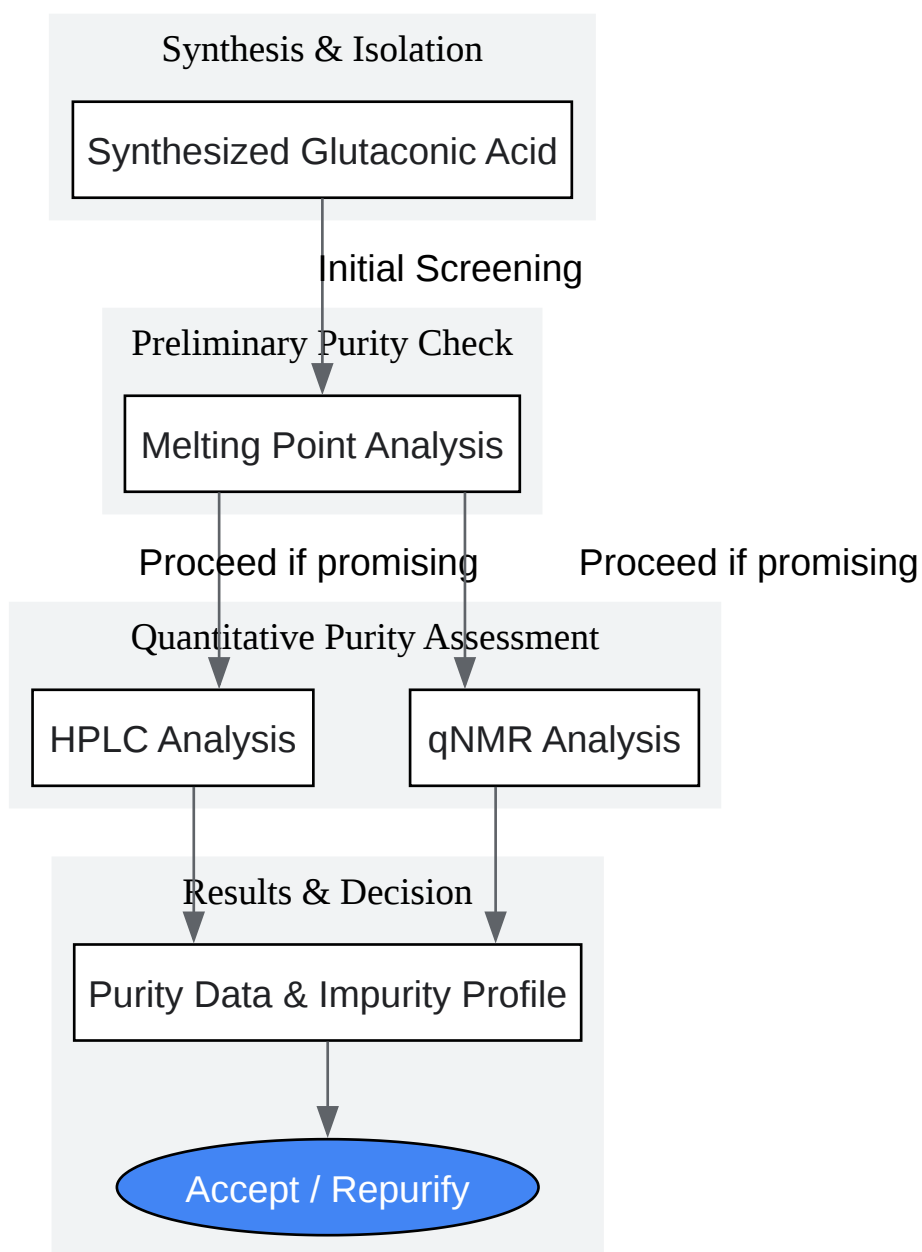 Synthesis & Isolation
Synthesized Glutaconic Acid
Initial Screening
Preliminary Purity Check
Melting Point Analysis
Proceed if promising
Proceed if promising
Quantitative Purity Assessment
HPLC Analysis
qNMR Analysis
Results & Decision
Purity Data & Impurity Profile
Accept / Repurify